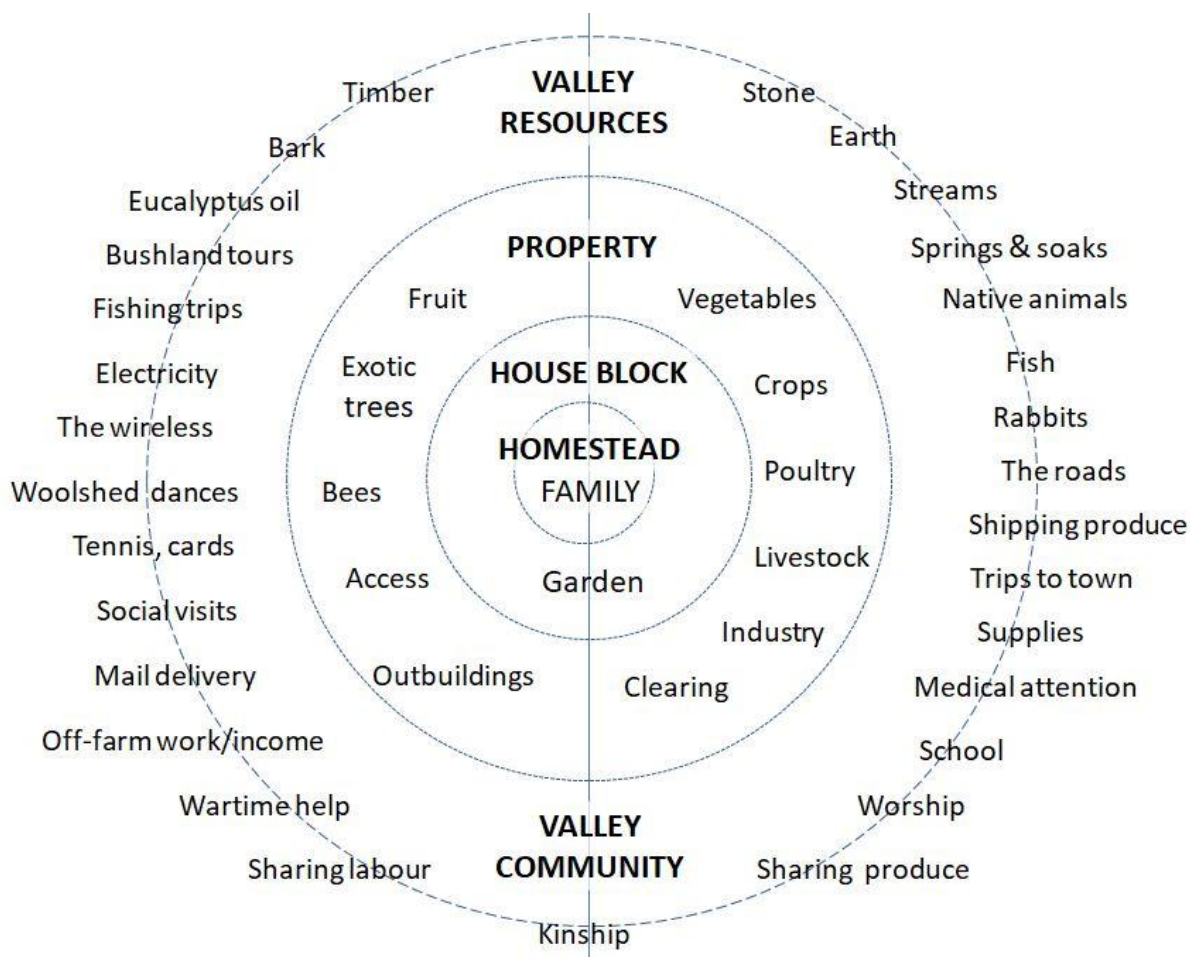 VALLEY
RESOURCES
Timber
Stone
Bark
Earth
Eucalyptus oil
Streams
Bushland tours
PROPERTY
Springs & soaks
Fishing trips
Fruit
Vegetables
Native animals
Electricity
Exotic
trees
HOUSE BLOCK
Crops
Fish
The wireless
HOMESTEAD
FAMILY
Rabbits
Woolshed dances
Bees
Poultry
The roads
Tennis, cards
Livestock
Shipping produce
Social visits
Access
Garden
Trips to town
Industry
Supplies
Mail delivery
Outbuildings
Clearing
Medical attention
Off-farm work/income
School
Wartime help
VALLEY
COMMUNITY
Worship
Sharing labour
Sharing produce
Kinship